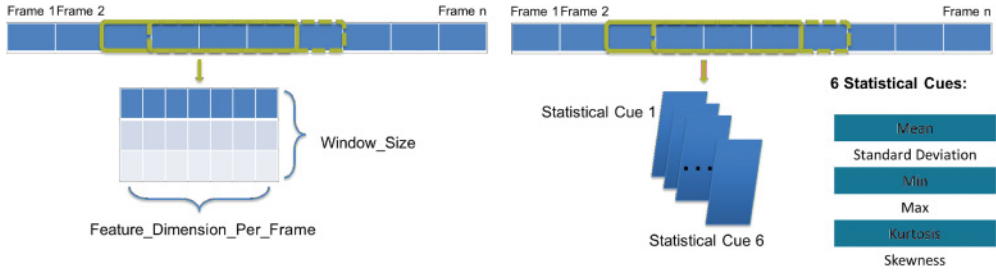 Frame 1 Frame 2
Frame n
Window_Size
Feature_Dimension_Per_Frame
Frame 1 Frame 2
Frame n
Statistical Cue 1
...
Statistical Cue 6
6 Statistical Cues:
Mean
Standard Deviation
Min
Max
Kurtosis
Skewness